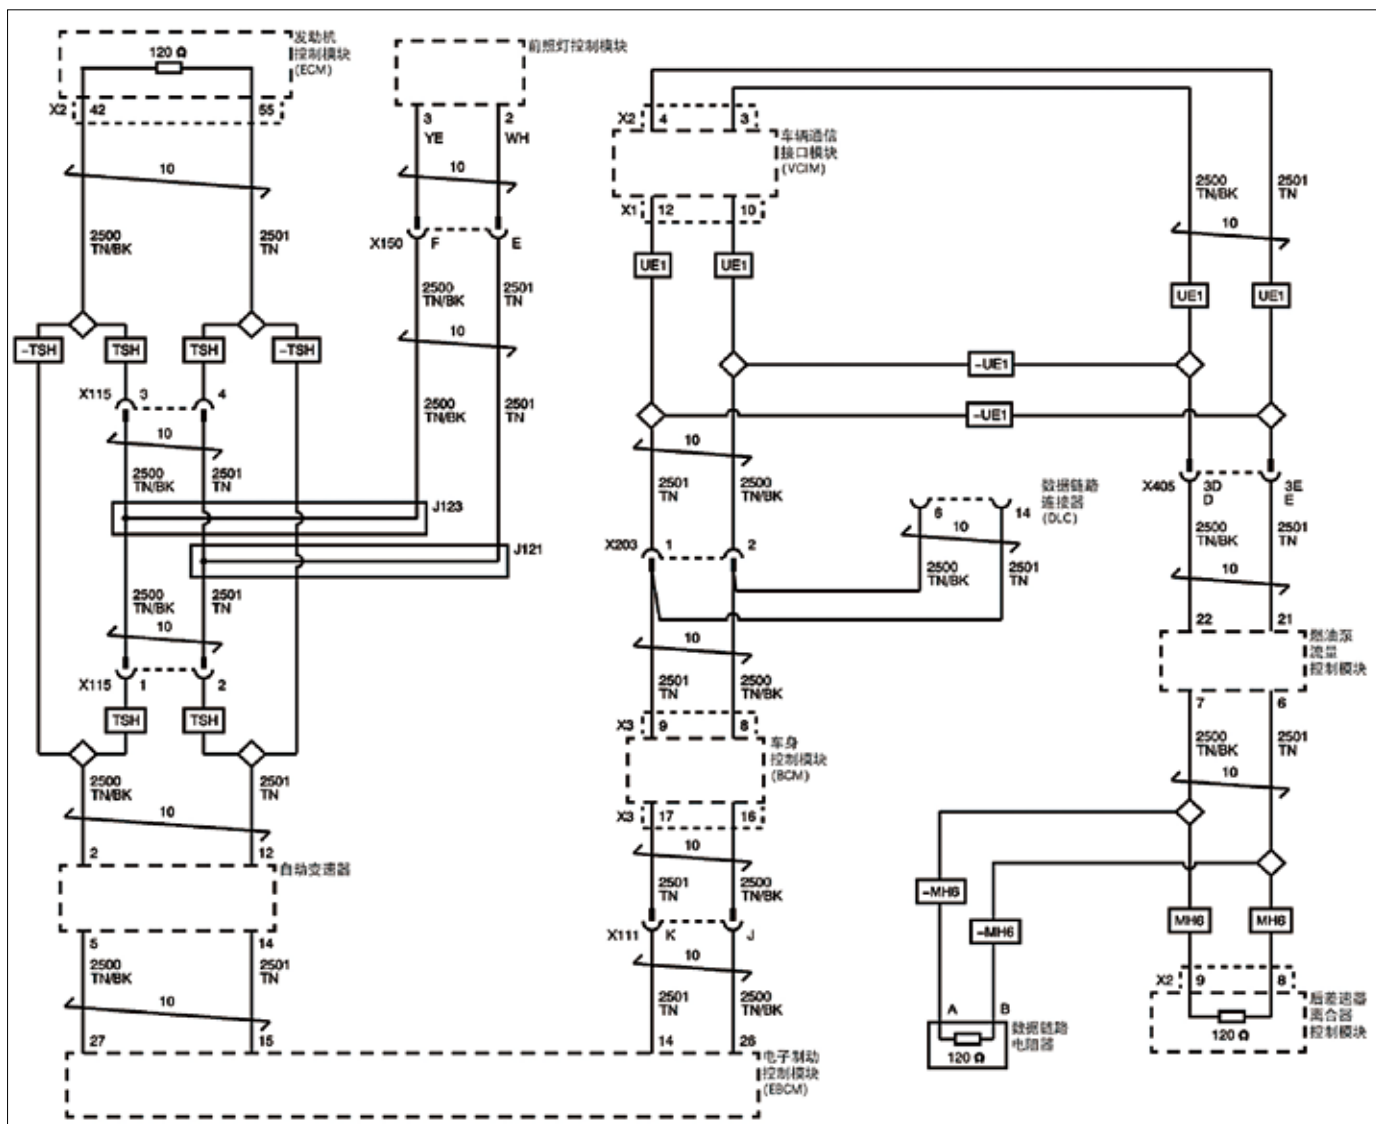 发动机
控制模块
(ECM)
120 Ω
X2
42
55
10
2500
TN/BK
2501
TN
-TSH
TSH
TSH
-TSH
X115
3
4
10
2500
TN/BK
2501
TN
J123
J121
2500
TN/BK
2501
TN
10
X115
1
2
TSH
TSH
2500
TN/BK
2501
TN
10
2
12
自动变速器
5
14
2500
TN/BK
2501
TN
10
27
15
前照灯控制模块
3
2
YE
WH
10
X150
F
E
2500
TN/BK
2501
TN
10
2500
TN/BK
2501
TN
X2
4
3
车辆通信
接口模块
(VCIM)
X1
12
10
UE1
UE1
-UE1
-UE1
10
2501
TN
2500
TN/BK
X203
1
2
数据链路
连接器
(DLC)
6
14
10
2500
TN/BK
2501
TN
10
2501
TN
2500
TN/BK
X3
9
8
车身
控制模块
(BCM)
X3
17
16
10
2501
TN
2500
TN/BK
X111
K
J
10
2501
TN
2500
TN/BK
14
26
电子制动
控制模块
(EBCM)
2500
TN/BK
2501
TN
10
UE1
UE1
X405
3D
D
3E
E
2500
TN/BK
2501
TN
10
22
21
燃油泵
流量
控制模块
7
6
2500
TN/BK
2501
TN
10
-MH6
-MH6
MH6
MH6
A
B
120 Ω
数据链路
电阻器
X2
9
8
120 Ω
后差速器
离合器
控制模块